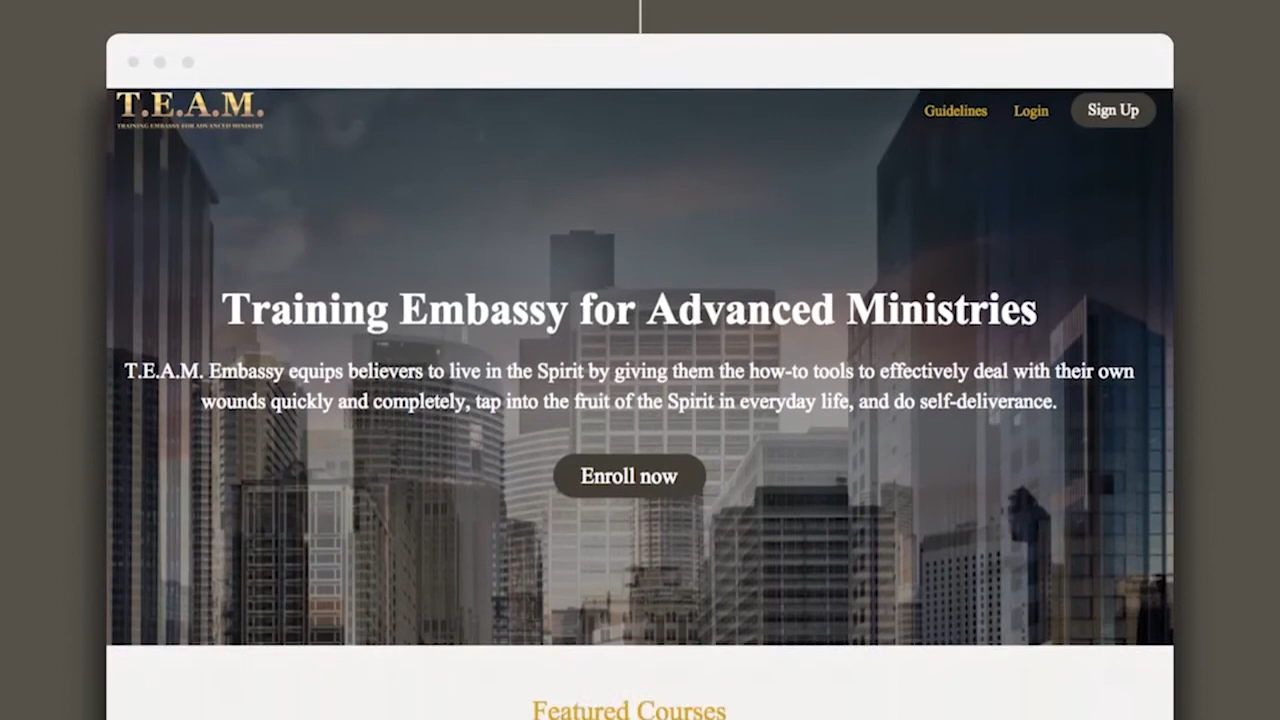 T.E.A.M.
TRAINING EMBASSY FOR ADVANCED MINISTRY
Guidelines
Login
Sign Up
Training Embassy for Advanced Ministries
T.E.A.M. Embassy equips believers to live in the Spirit by giving them the how-to tools to effectively deal with their own
wounds quickly and completely, tap into the fruit of the Spirit in everyday life, and do self-deliverance.
Enroll now
Featured Courses